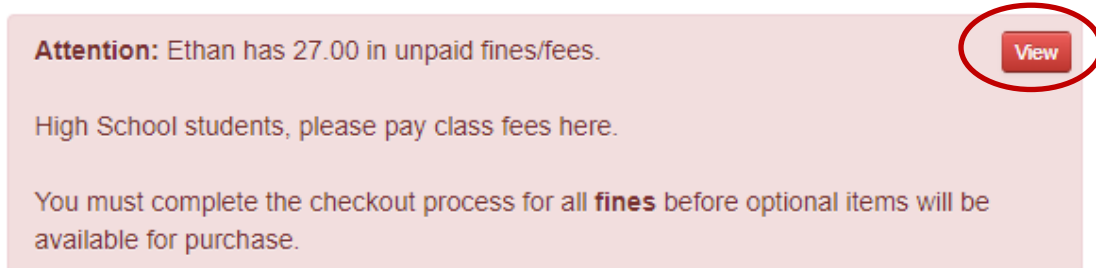 Attention: Ethan has 27.00 in unpaid fines/fees.
View
High School students, please pay class fees here.
You must complete the checkout process for all fines before optional items will be
available for purchase.